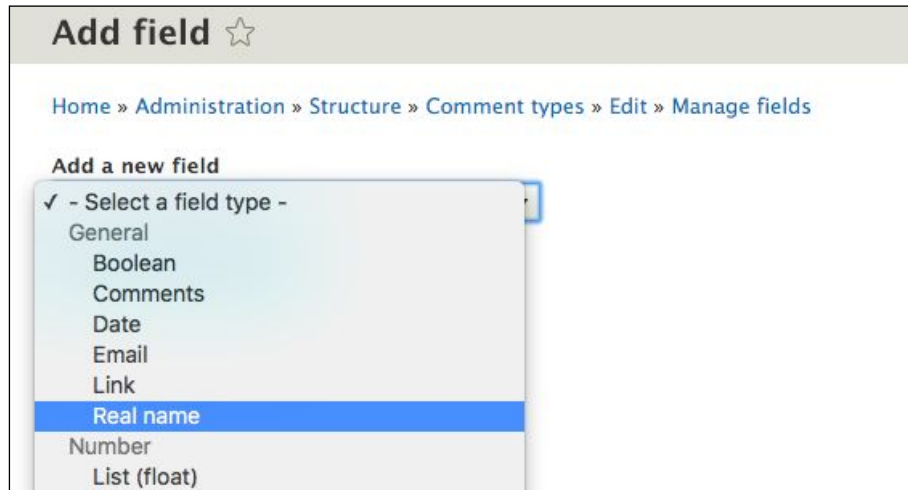 Add field
Home » Administration » Structure » Comment types » Edit » Manage fields
Add a new field
✓ - Select a field type -
General
Boolean
Comments
Date
Email
Link
Real name
Number
List (float)